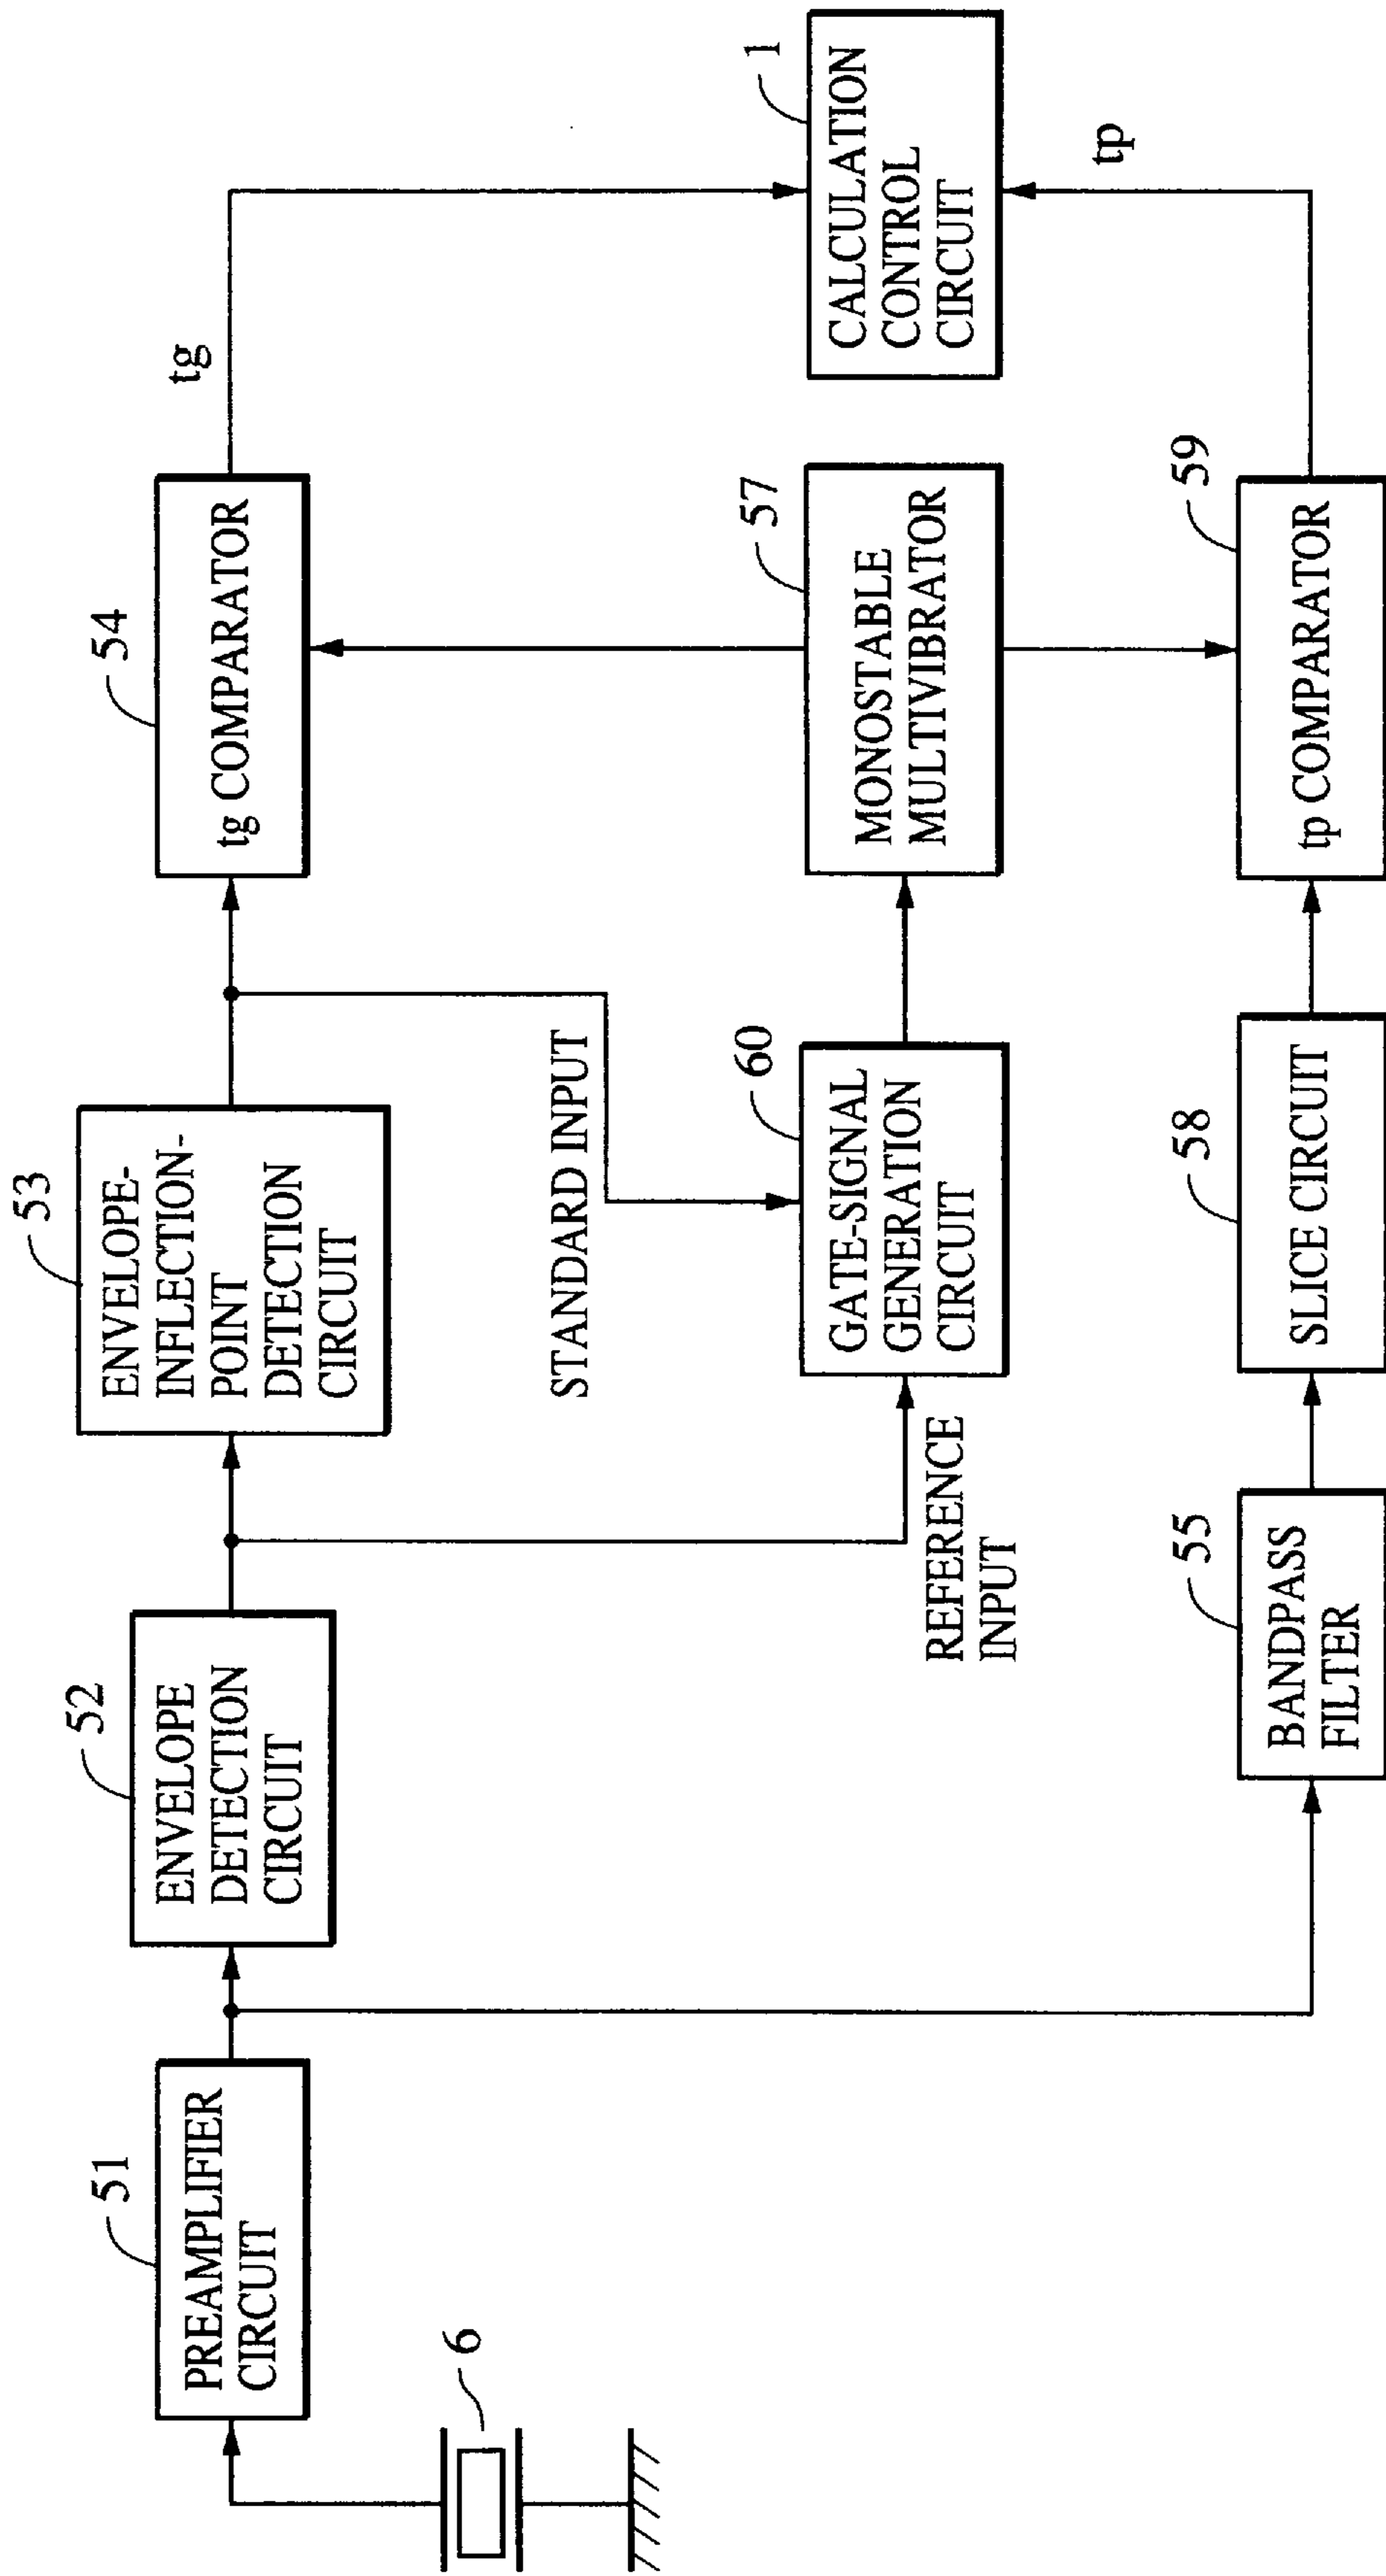 6
51
PREAMPLIFIER
CIRCUIT
52
ENVELOPE
DETECTION
CIRCUIT
53
ENVELOPE-
INFLECTION-
POINT
DETECTION
CIRCUIT
54
tg COMPARATOR
tg
STANDARD INPUT
REFERENCE
INPUT
60
GATE-SIGNAL
GENERATION
CIRCUIT
57
MONOSTABLE
MULTIVIBRATOR
1
CALCULATION
CONTROL
CIRCUIT
55
BANDPASS
FILTER
58
SLICE CIRCUIT
59
tp COMPARATOR
tp